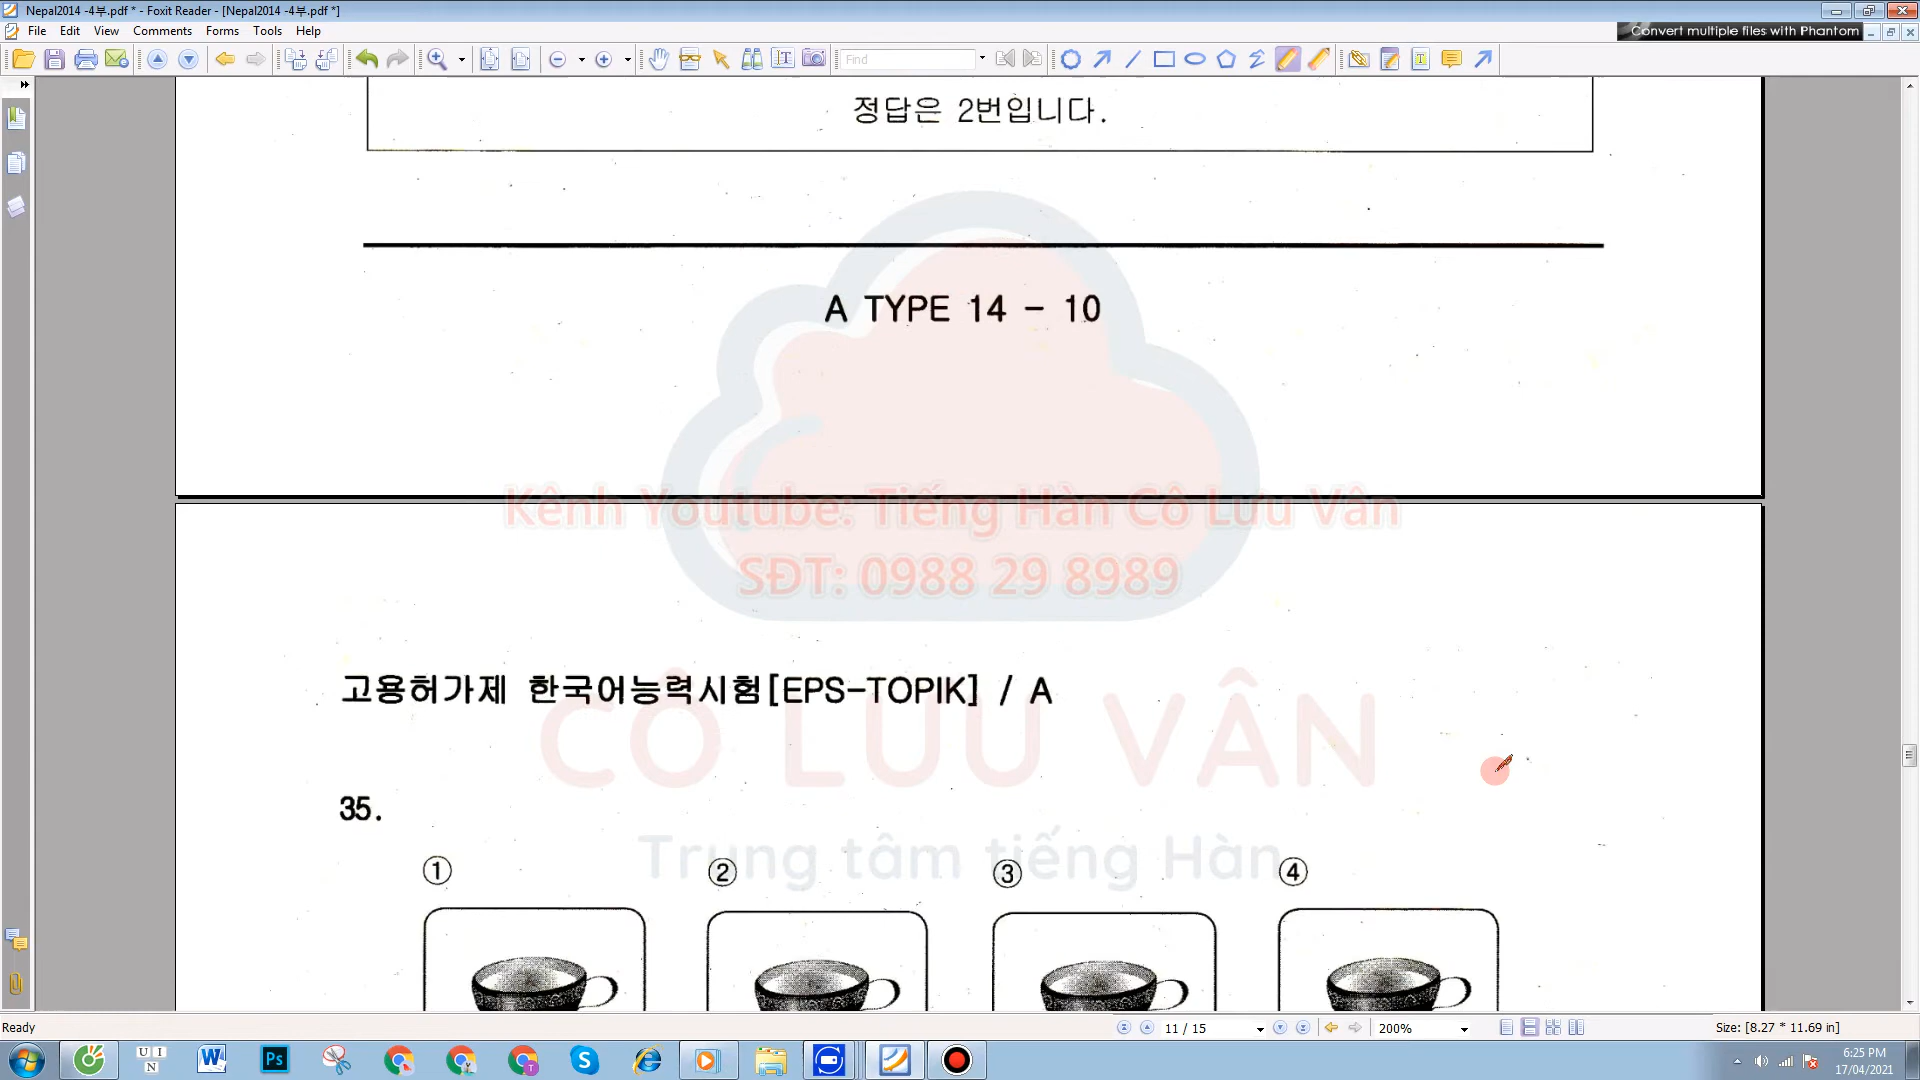 Nepal2014 -4부.pdf * - Foxit Reader - [Nepal2014 -4부.pdf *]
File Edit View Comments Forms Tools Help
Convert multiple files with Phantom
Find
정답은 2번입니다.
A TYPE 14 - 10
Kênh Youtube: Tiếng Hàn Cô Lưu Vân
SĐT: 0988 29 8989
고용허가제 한국어능력시험[EPS-TOPIK] / A
CÔ LƯU VÂN
35.
Trung tâm tiếng Hàn
① ② ③ ④
Ready
11 / 15
200%
Size: [8.27 * 11.69 in]
U I
N
6:25 PM
17/04/2021